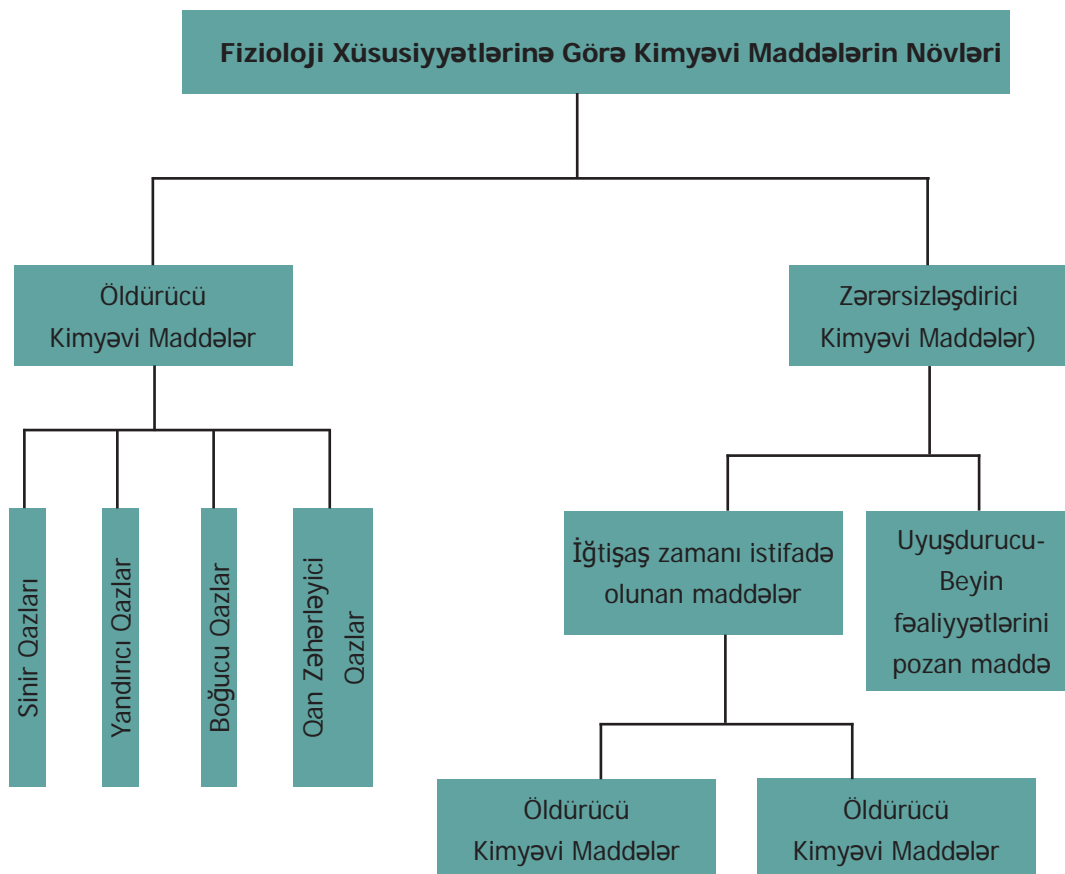 Fizioloji Xüsusiyyətlərinə Görə Kimyəvi Maddələrin Növləri
Öldürücü
Kimyəvi Maddələr
Zərərsizləşdirici
Kimyəvi Maddələr)
Sinir Qazları
Yandırıcı Qazlar
Boğucu Qazlar
Qan Zəhərləyici
Qazlar
İğtişaş zamanı istifadə
olunan maddələr
Uyuşdurucu-
Beyin
fəaliyyətlərini
pozan maddə
Öldürücü
Kimyəvi Maddələr
Öldürücü
Kimyəvi Maddələr